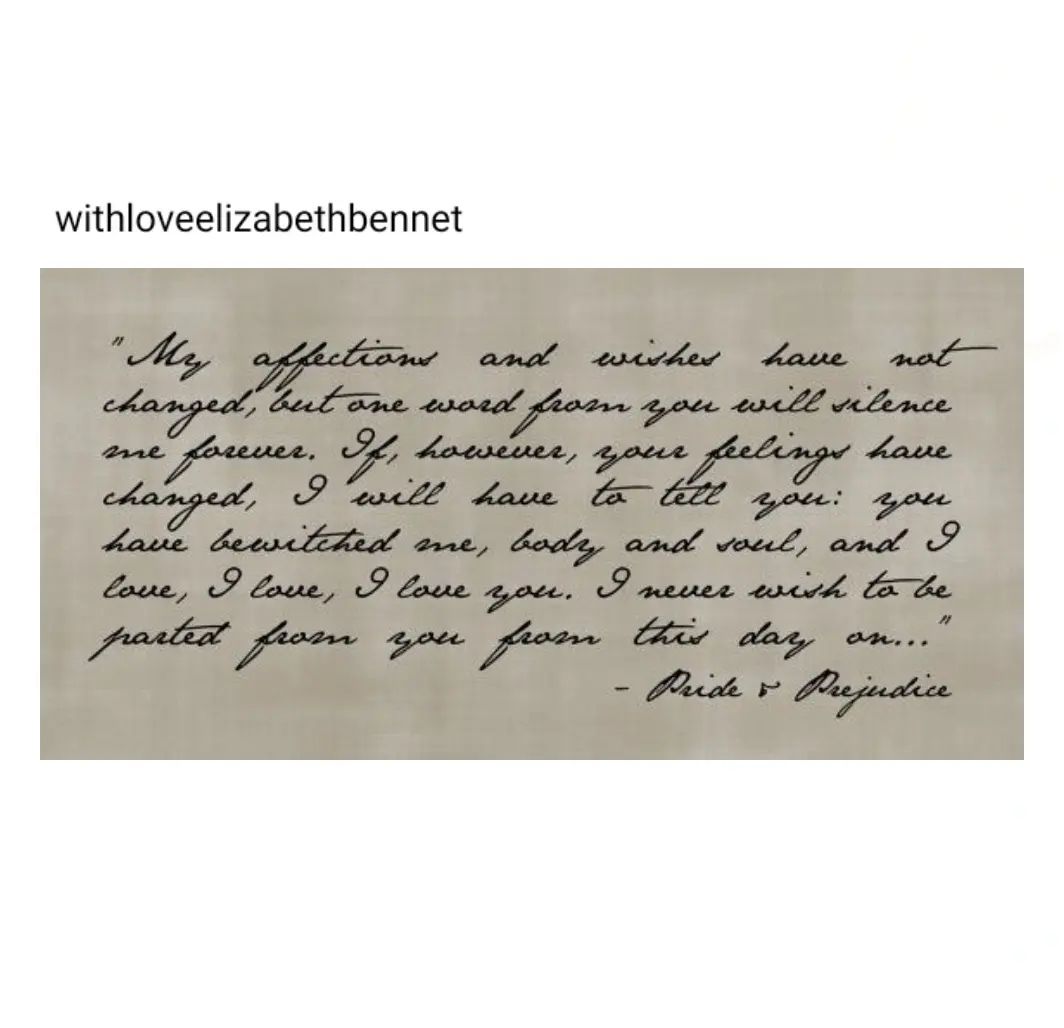 withloveelizabethbennet
"My affections and wishes have not
changed, but one word from you will silence
me forever. If, however, your feelings have
changed, I will have to tell you: you
have bewitched me, body and soul, and I
love, I love, I love you. I never wish to be
parted from you from this day on..."
- Pride & Prejudice